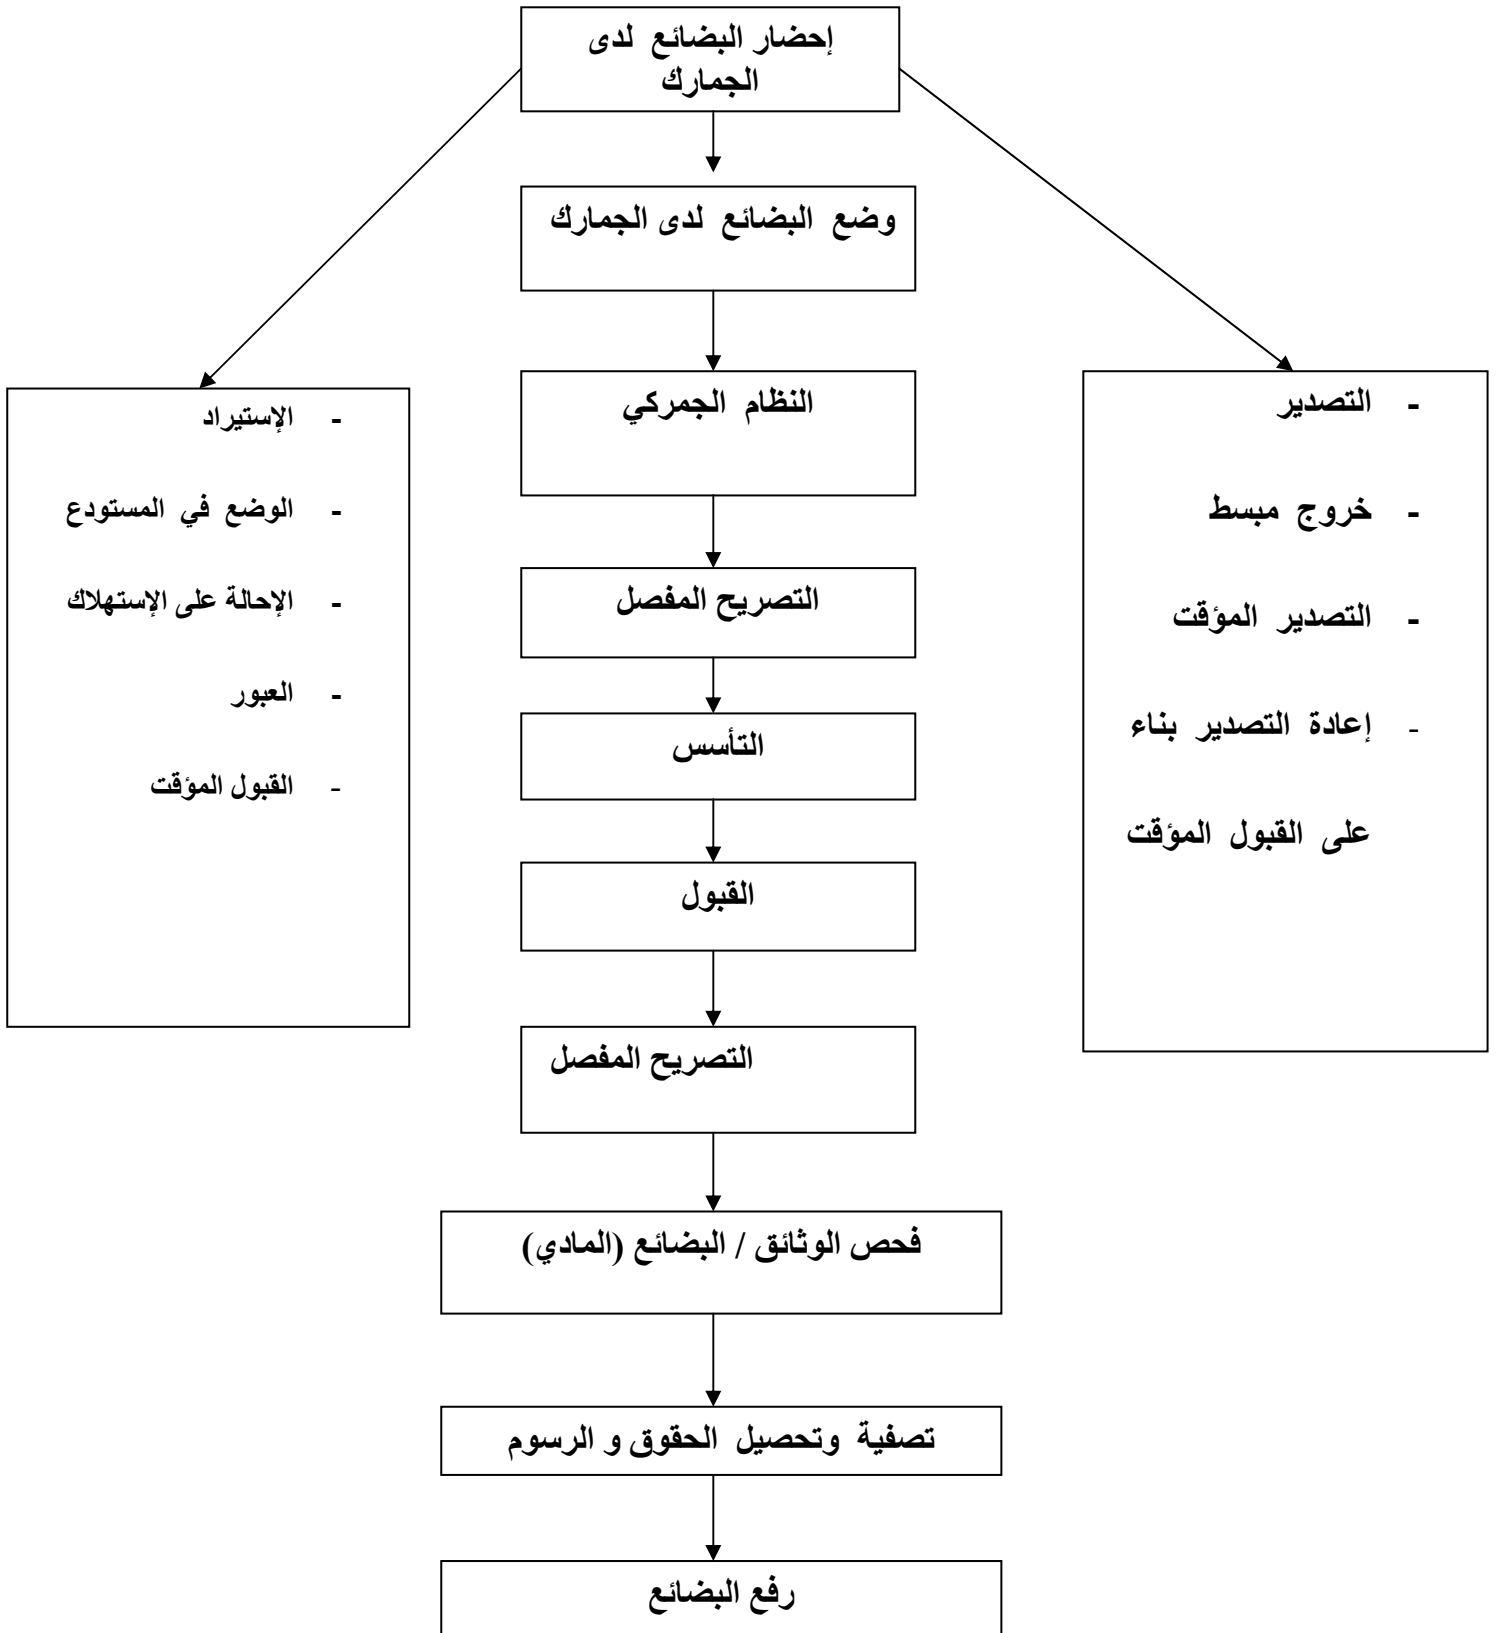 إحضار البضائع لدى
الجمارك
وضع البضائع لدى الجمارك
النظام الجمركي
- التصدير
- خروج مبسط
- التصدير المؤقت
- إعادة التصدير بناء
على القبول المؤقت
- الإستيراد
- الوضع في المستودع
- الإحالة على الإستهلاك
- العبور
- القبول المؤقت
التصريح المفصل
التأسس
القبول
التصريح المفصل
فحص الوثائق / البضائع (المادي)
تصفية وتحصيل الحقوق و الرسوم
رفع البضائع